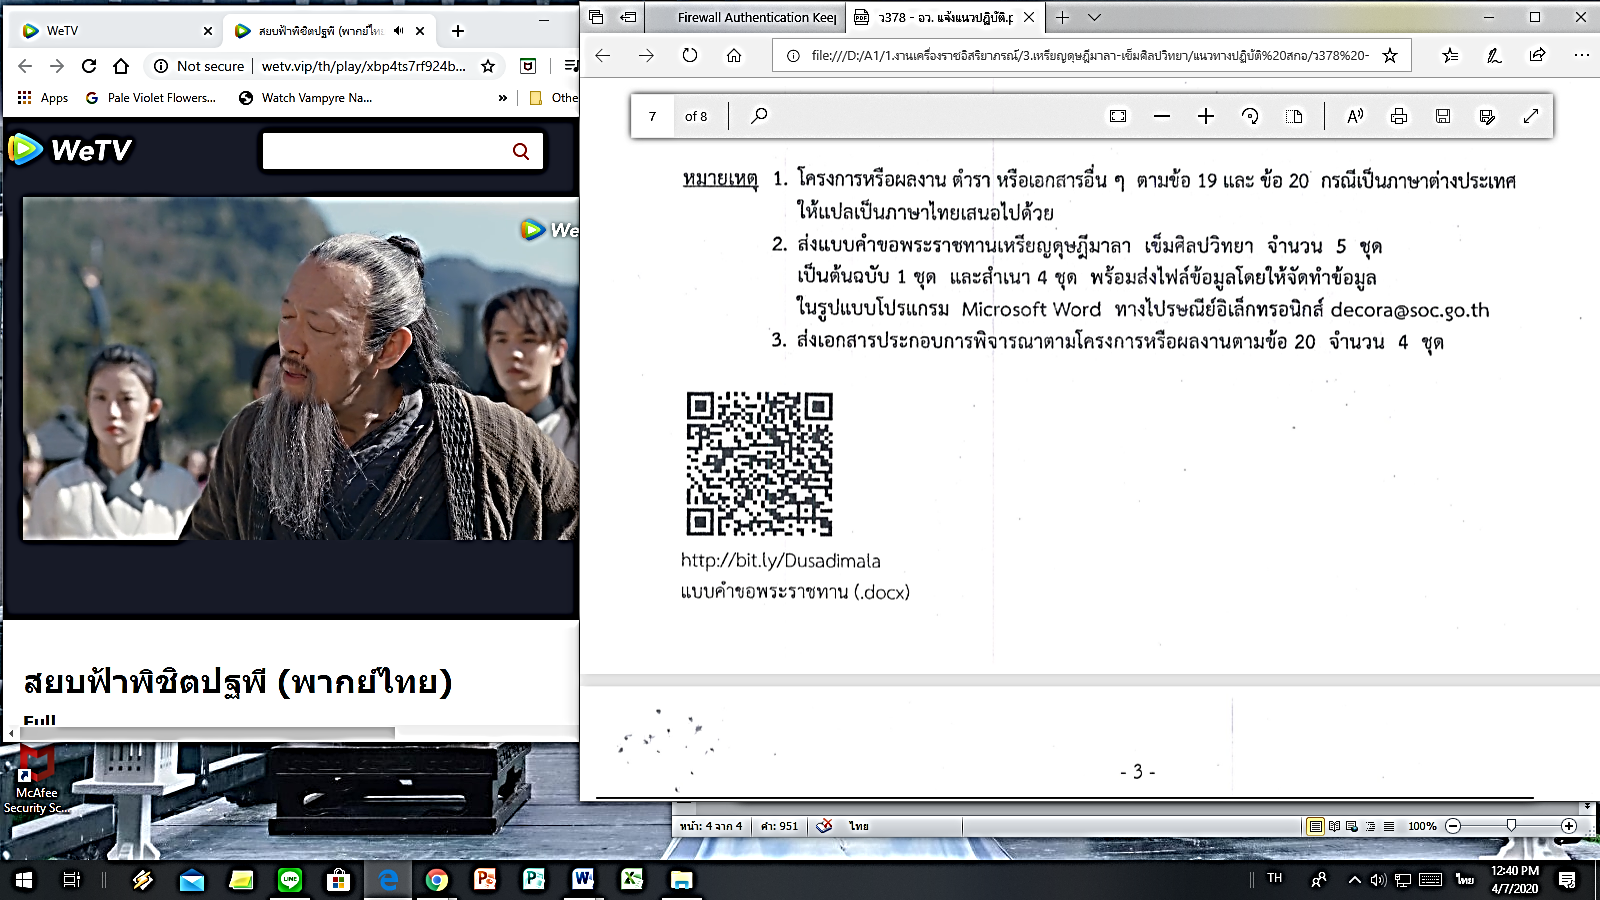 WeTV
สยบฟ้าพิชิตปฐพี (พากย์ไทย
Not secure
wetv.vip/th/play/xbp4ts7rf924b...
Apps
Pale Violet Flowers...
Watch Vampyre Na...
»
Othe
WeTV
We
สยบฟ้าพิชิตปฐพี (พากย์ไทย)
Full
McAfee
Security Sc...
Firewall Authentication Keep
ว378 - อว. แจ้งแนวปฏิบัติ.p
file:///D:/A1/1.งานเครื่องราชอิสริยาภรณ์/3.เหรียญดุษฎีมาลา-เข็มศิลปวิทยา/แนวทางปฏิบัติ%20สกอ/ว378%20-
7 of 8
หมายเหตุ 1. โครงการหรือผลงาน ตำรา หรือเอกสารอื่น ๆ ตามข้อ 19 และ ข้อ 20 กรณีเป็นภาษาต่างประเทศ
ให้แปลเป็นภาษาไทยเสนอไปด้วย
2. ส่งแบบคำขอพระราชทานเหรียญดุษฎีมาลา เข็มศิลปวิทยา จำนวน 5 ชุด
เป็นต้นฉบับ 1 ชุด และสำเนา 4 ชุด พร้อมส่งไฟล์ข้อมูลโดยให้จัดทำข้อมูล
ในรูปแบบโปรแกรม Microsoft Word ทางไปรษณีย์อิเล็กทรอนิกส์ decora@soc.go.th
3. ส่งเอกสารประกอบการพิจารณาตามโครงการหรือผลงานตามข้อ 20 จำนวน 4 ชุด
http://bit.ly/Dusadimala
แบบคำขอพระราชทาน (.docx)
- 3 -
หน้า: 4 จาก 4
คำ: 951
ไทย
100%
TH
ไทย
12:40 PM
4/7/2020